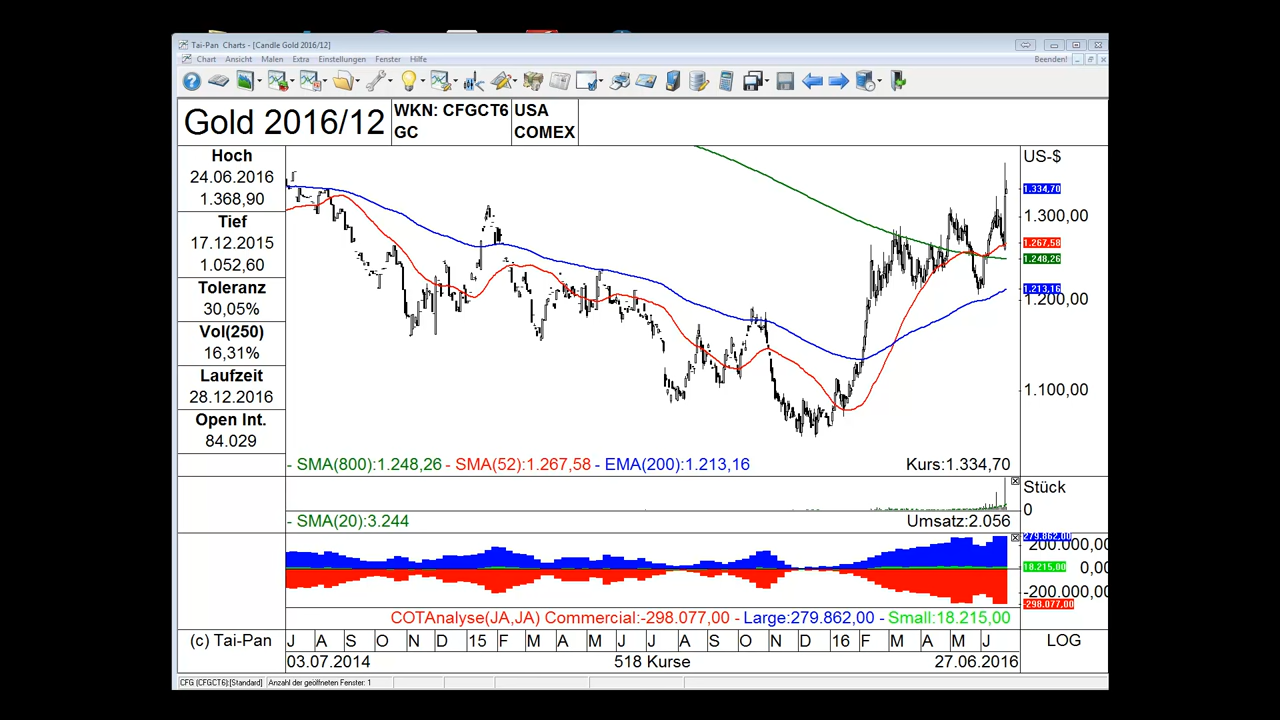 Tai-Pan Charts - [Candle Gold 2016/12]
Chart Ansicht Malen Extra Einstellungen Fenster Hilfe Beenden!
Gold 2016/12
WKN: CFGCT6
GC
USA
COMEX
Hoch
24.06.2016
1.368,90
Tief
17.12.2015
1.052,60
Toleranz
30,05%
Vol(250)
16,31%
Laufzeit
28.12.2016
Open Int.
84.029
US-$
1.334,70
1.300,00
1.267,58
1.248,26
1.213,16
1.200,00
1.100,00
- SMA(800):1.248,26 - SMA(52):1.267,58 - EMA(200):1.213,16
Kurs:1.334,70
Stück
0
- SMA(20):3.244
Umsatz:2.056
279.862,00
200.000,00
18.215,00
0,00
-200.000,00
-298.077,00
COTAnalyse(JA,JA) Commercial:-298.077,00 - Large:279.862,00 - Small:18.215,00
(c) Tai-Pan
J A S O N D 15 F M A M J J A S O N D 16 F M A M J
LOG
03.07.2014 518 Kurse 27.06.2016
CFG (CFGCT6):[Standard] Anzahl der geöffneten Fenster: 1